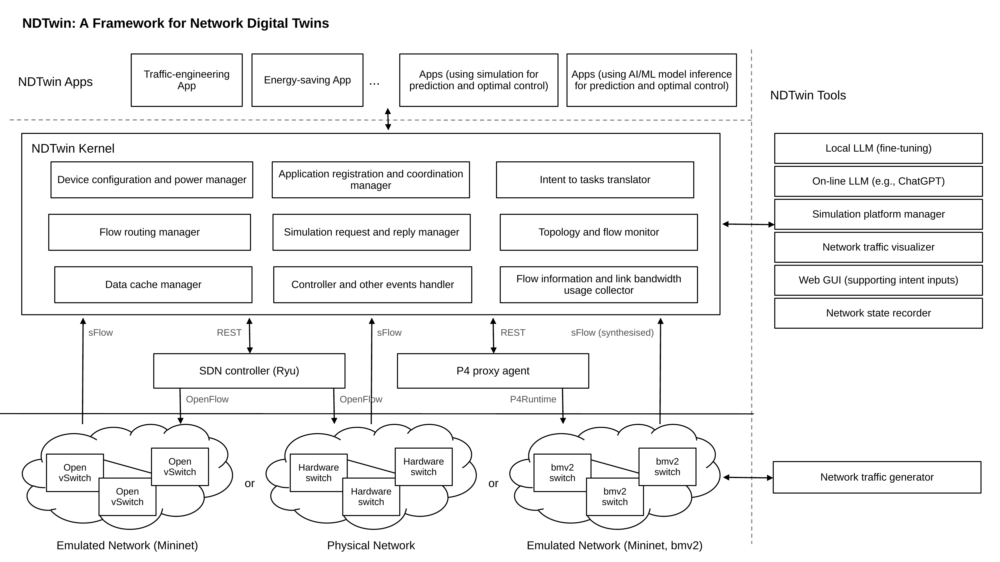 NDTwin: A Framework for Network Digital Twins
NDTwin Apps
Traffic-engineering
App
Energy-saving App
...
Apps (using simulation for
prediction and optimal control)
Apps (using AI/ML model inference
for prediction and optimal control)
NDTwin Tools
NDTwin Kernel
Device configuration and power manager
Application registration and coordination
manager
Intent to tasks translator
Flow routing manager
Simulation request and reply manager
Topology and flow monitor
Data cache manager
Controller and other events handler
Flow information and link bandwidth
usage collector
Local LLM (fine-tuning)
On-line LLM (e.g., ChatGPT)
Simulation platform manager
Network traffic visualizer
Web GUI (supporting intent inputs)
Network state recorder
sFlow
REST
sFlow
REST
sFlow (synthesised)
SDN controller (Ryu)
P4 proxy agent
OpenFlow
OpenFlow
P4Runtime
Open
vSwitch
Open
vSwitch
Open
vSwitch
or
Hardware
switch
Hardware
switch
Hardware
switch
or
bmv2
switch
bmv2
switch
bmv2
switch
Network traffic generator
Emulated Network (Mininet)
Physical Network
Emulated Network (Mininet, bmv2)